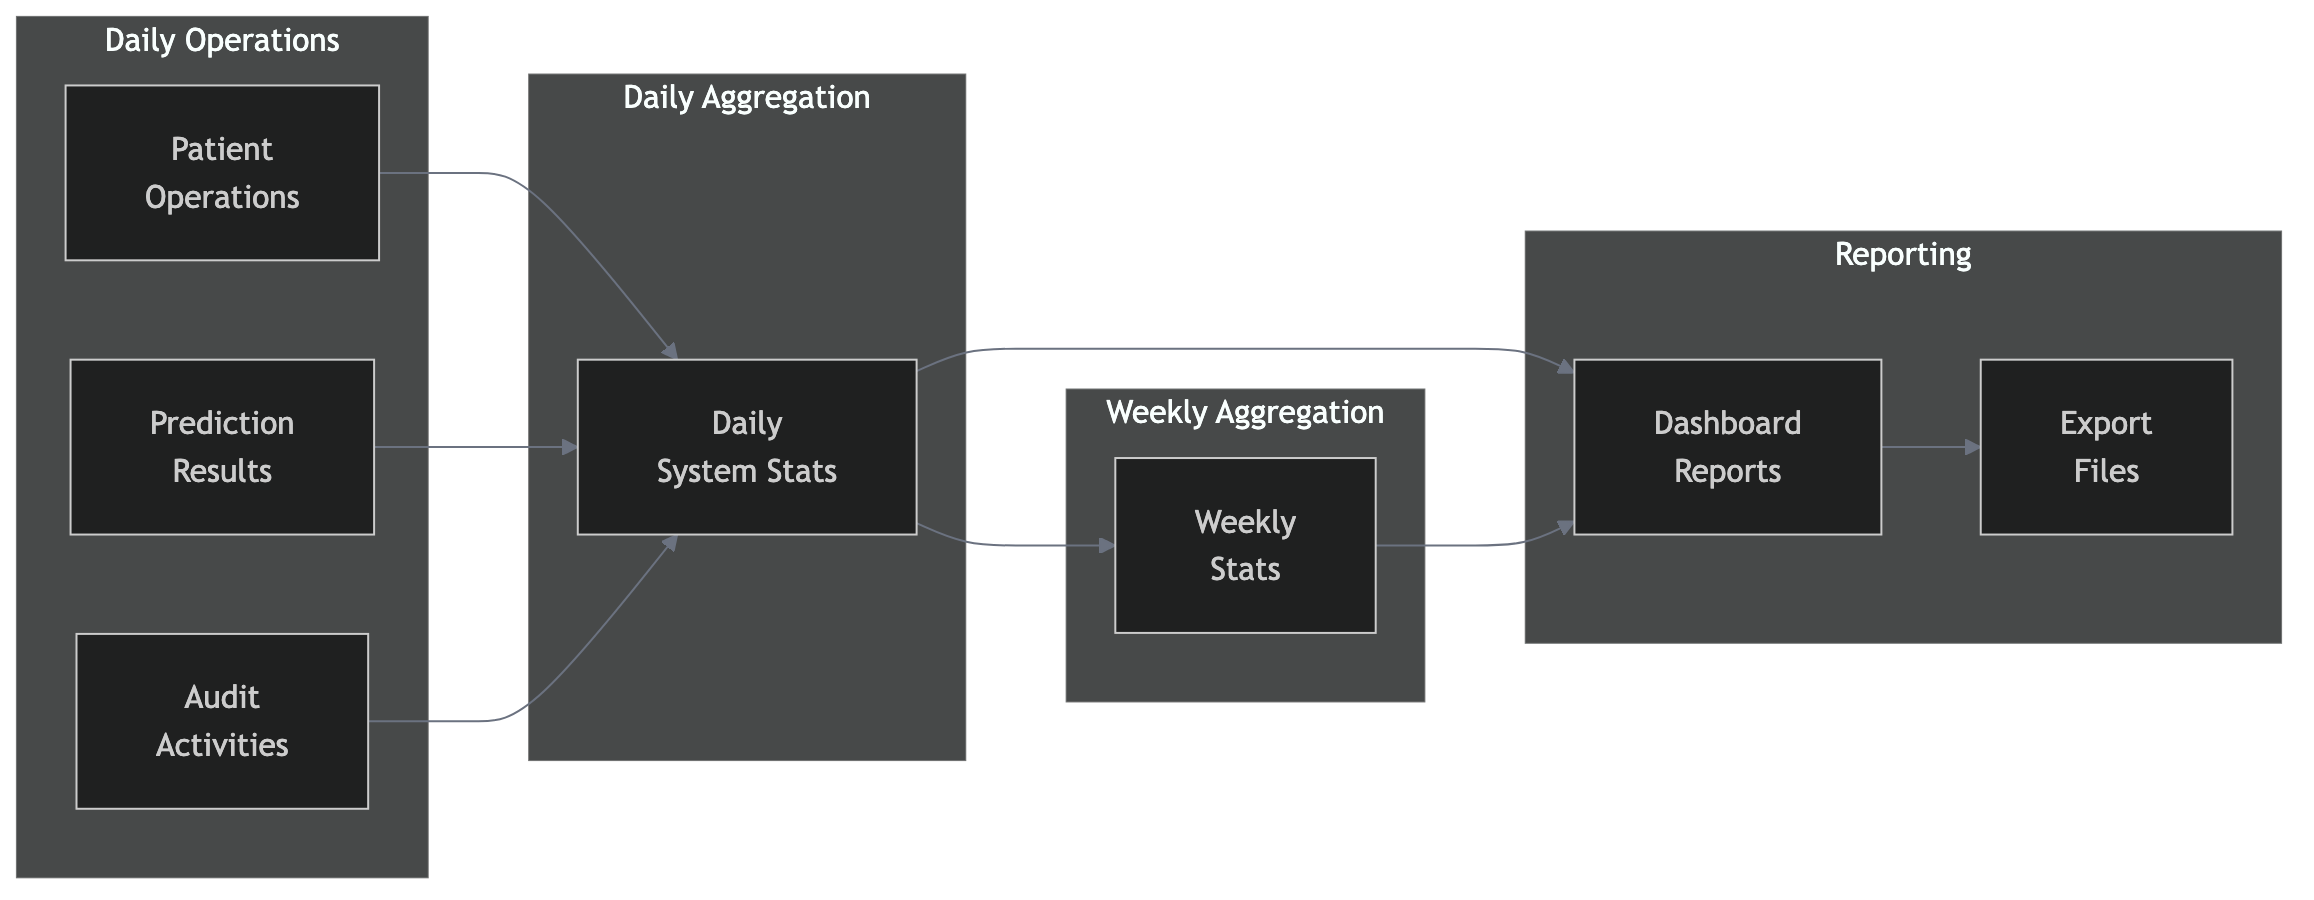 Daily Operations
Patient
Operations
Prediction
Results
Audit
Activities
Daily Aggregation
Daily
System Stats
Weekly Aggregation
Weekly
Stats
Reporting
Dashboard
Reports
Export
Files